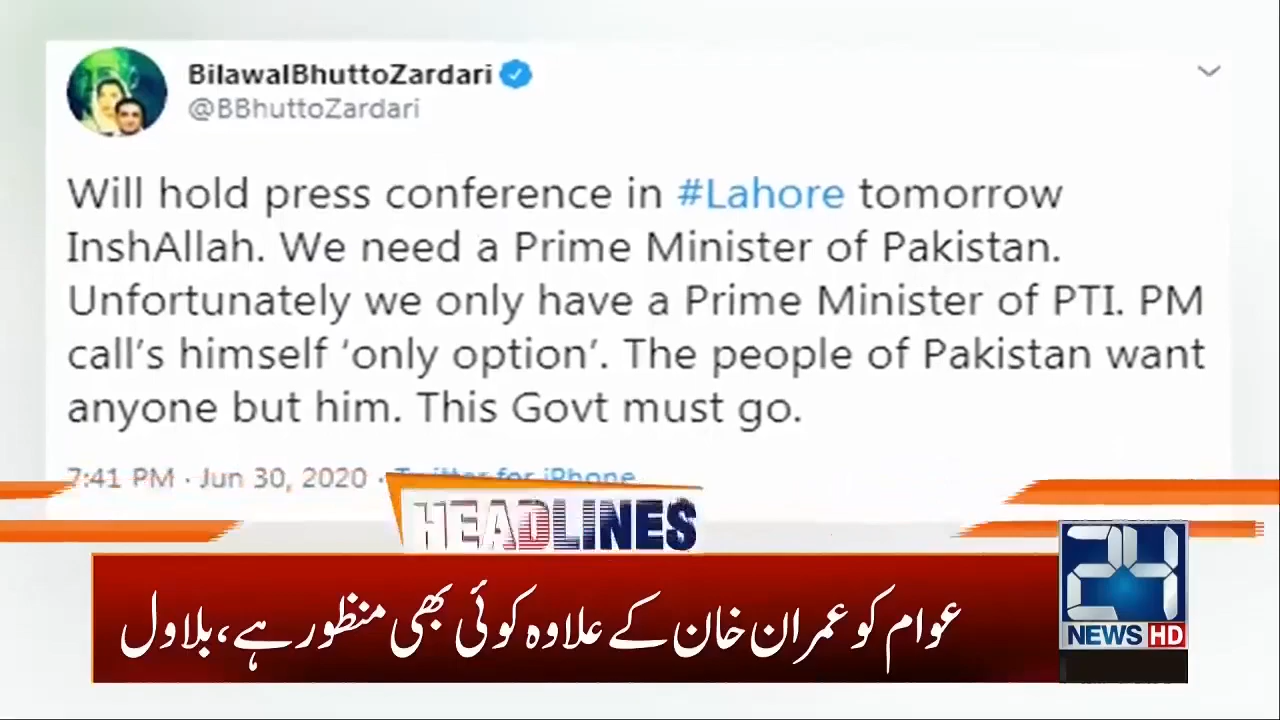 BilawalBhuttoZardari
@BBhuttoZardari
Will hold press conference in #Lahore tomorrow
InshAllah. We need a Prime Minister of Pakistan.
Unfortunately we only have a Prime Minister of PTI. PM
call's himself 'only option'. The people of Pakistan want
anyone but him. This Govt must go.
7:41 PM · Jun 30, 2020 · Twitter for iPhone
HEADLINES
عوام کو عمران خان کے علاوہ کوئی بھی منظور ہے، بلاول
24
NEWS HD